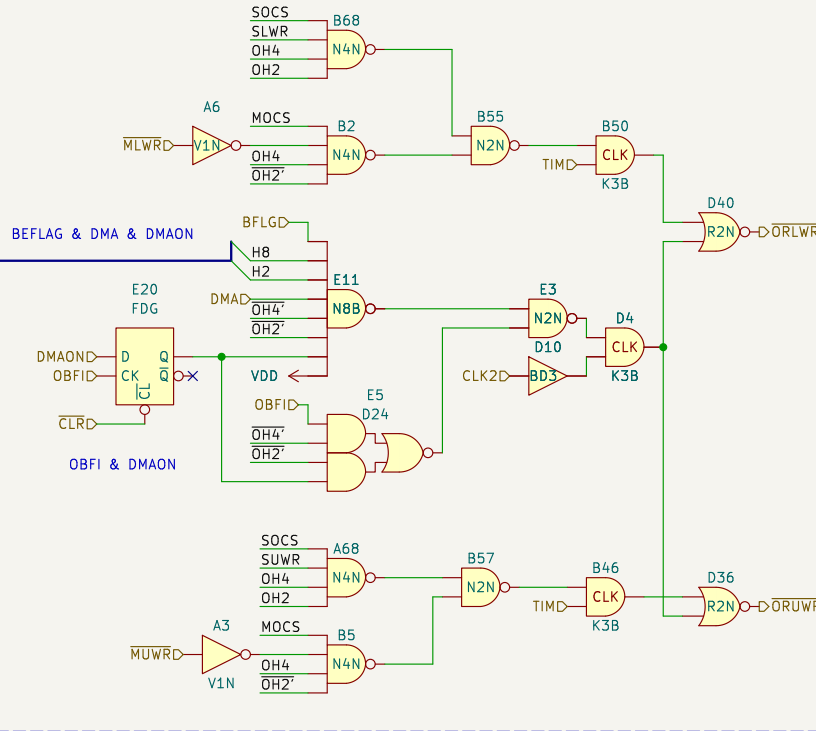 SOCS
B68
SLWR
OH4
N4N
OH2
A6
MOCS
B2
B55
B50
MLWR
V1N
OH4
N4N
N2N
CLK
OH2'
TIM
K3B
D40
BFLG
R2N
ORLWR
BEFLAG & DMA & DMAON
H8
H2
E20
FDG
DMA
OH4'
OH2'
E11
N8B
E3
N2N
D4
CLK
K3B
D10
BD3
CLK2
VDD
DMAON
D
Q
OBFI
CK
Q
CL
CLR
OBFI & DMAON
E5
OBFI
D24
OH4'
OH2'
SOCS
A68
SUWR
OH4
N4N
OH2
B57
N2N
B46
CLK
TIM
K3B
D36
R2N
ORUWR
A3
MOCS
B5
MUWR
V1N
OH4
N4N
OH2'